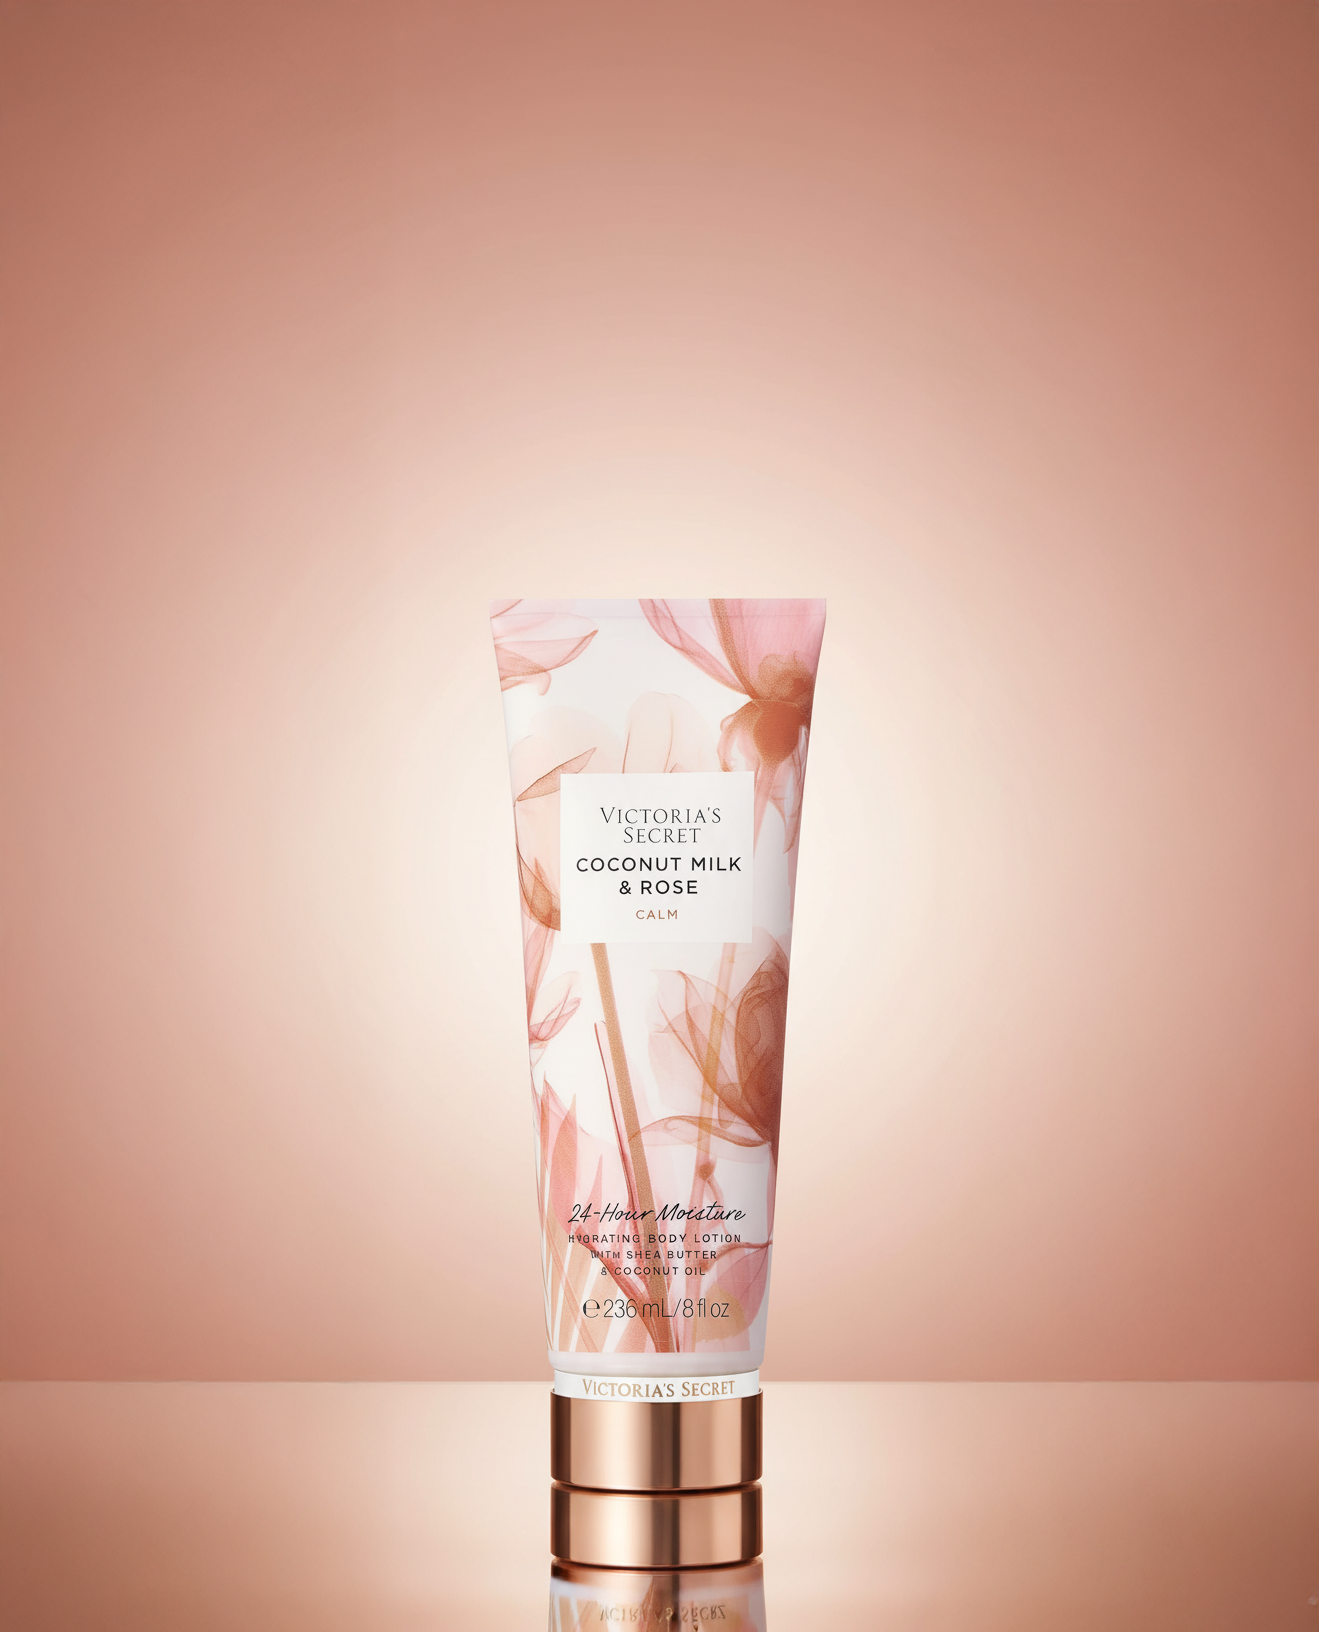 VICTORIA'S
SECRET
COCONUT MILK
& ROSE
CALM
24-Hour Moisture
HYDRATING BODY LOTION
WITH SHEA BUTTER
& COCONUT OIL
℮ 236 mL/8 fl oz
VICTORIA'S SECRET